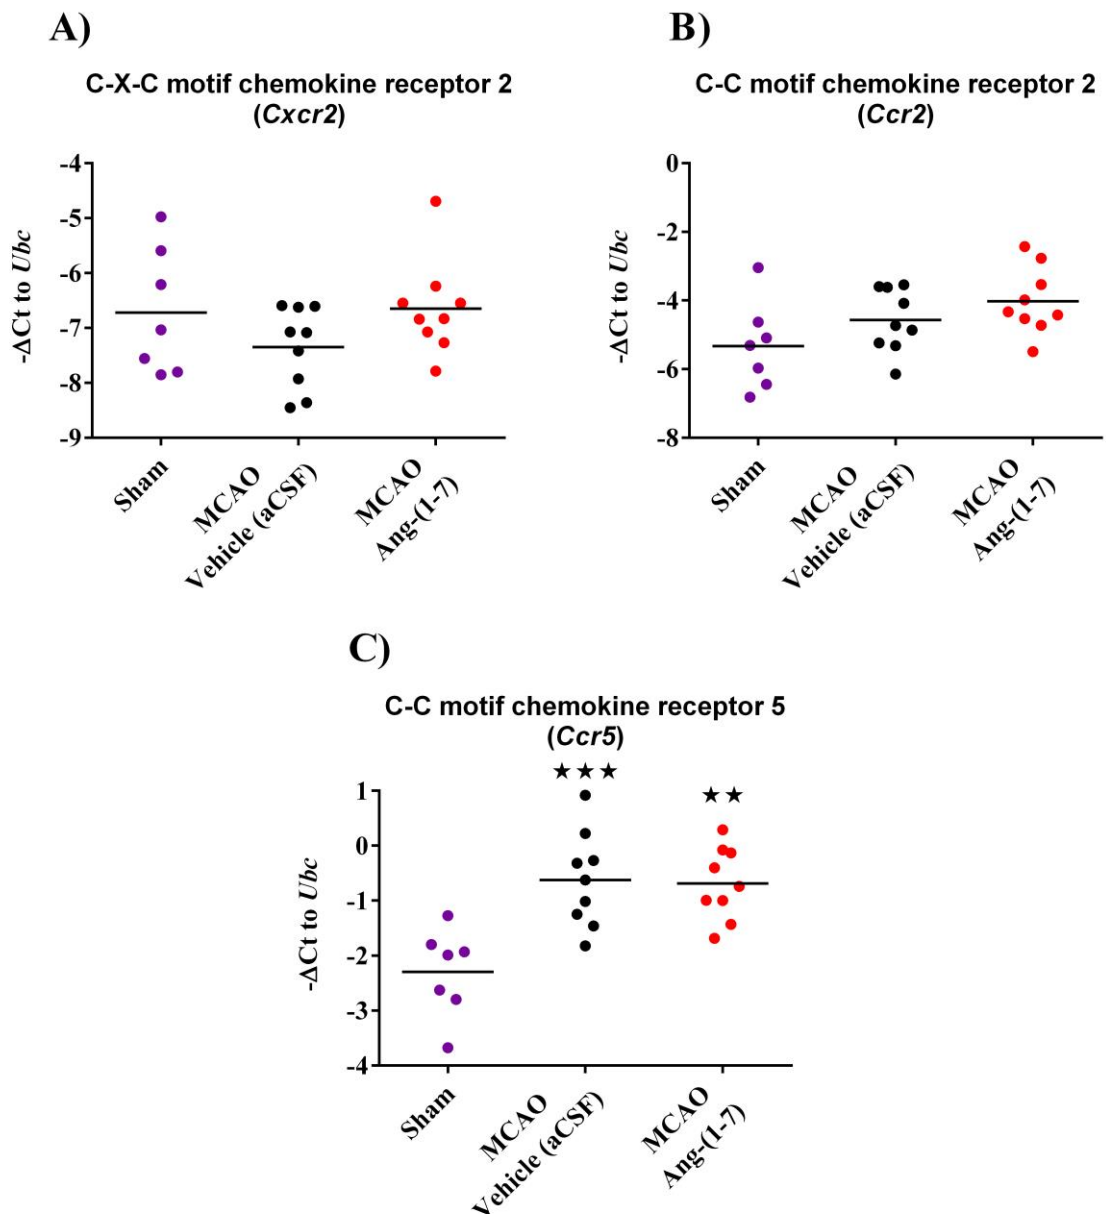 A)
C-X-C motif chemokine receptor 2
(Cxcr2)
-ΔCt to Ubc
-4
-5
-6
-7
-8
-9
Sham
MCAO
Vehicle (aCSF)
MCAO
Ang-(1-7)
B)
C-C motif chemokine receptor 2
(Ccr2)
-ΔCt to Ubc
0
-2
-4
-6
-8
Sham
MCAO
Vehicle (aCSF)
MCAO
Ang-(1-7)
C)
C-C motif chemokine receptor 5
(Ccr5)
★★★
★★
-ΔCt to Ubc
1
0
-1
-2
-3
-4
Sham
MCAO
Vehicle (aCSF)
MCAO
Ang-(1-7)